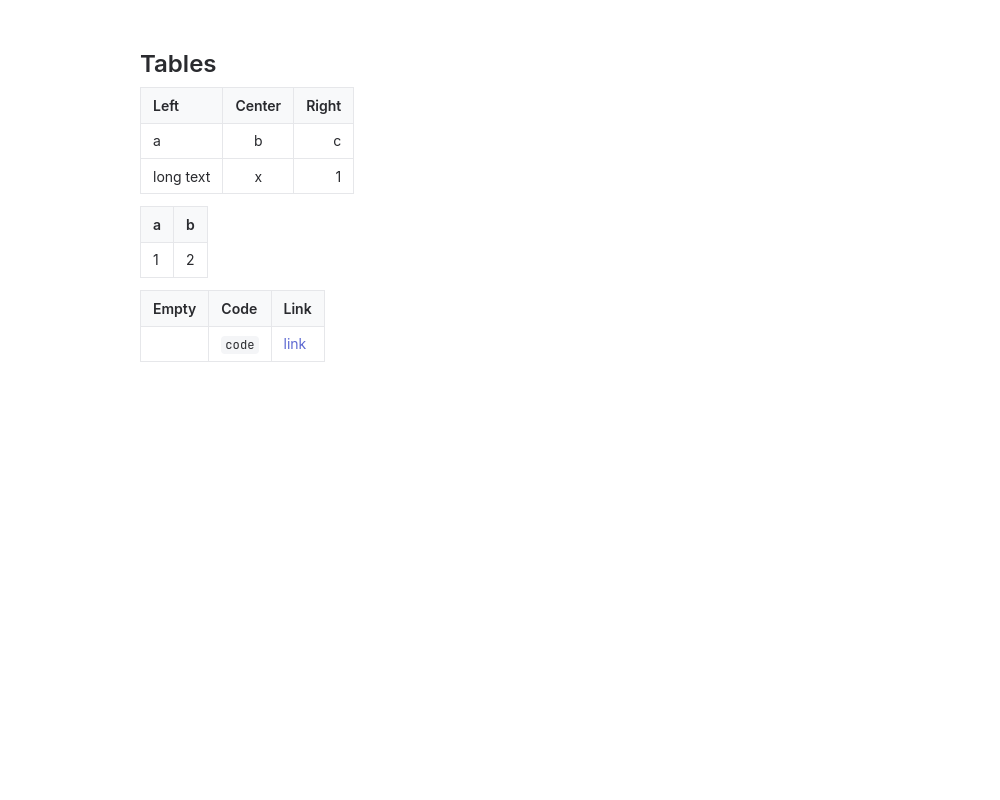 Tables
Left Center Right
a b c
long text x 1
a b
1 2
Empty Code Link
code link